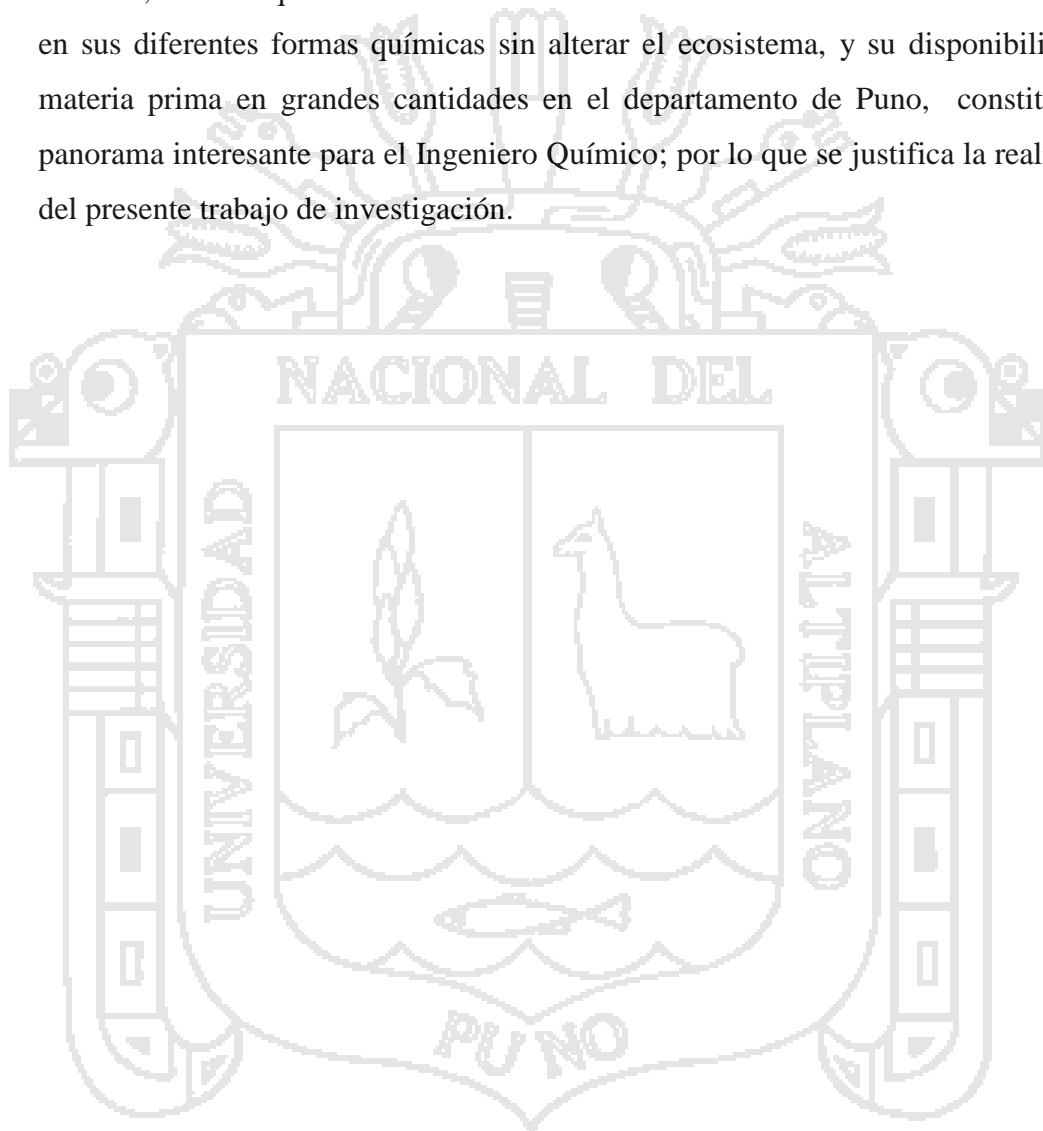 en sus diferentes formas químicas sin alterar el ecosistema, y su disponibili
materia prima en grandes cantidades en el departamento de Puno, constit
panorama interesante para el Ingeniero Químico; por lo que se justifica la real
del presente trabajo de investigación.
NACIONAL DEL
UNIVERSIDAD
ALTIPLANO
PUNO